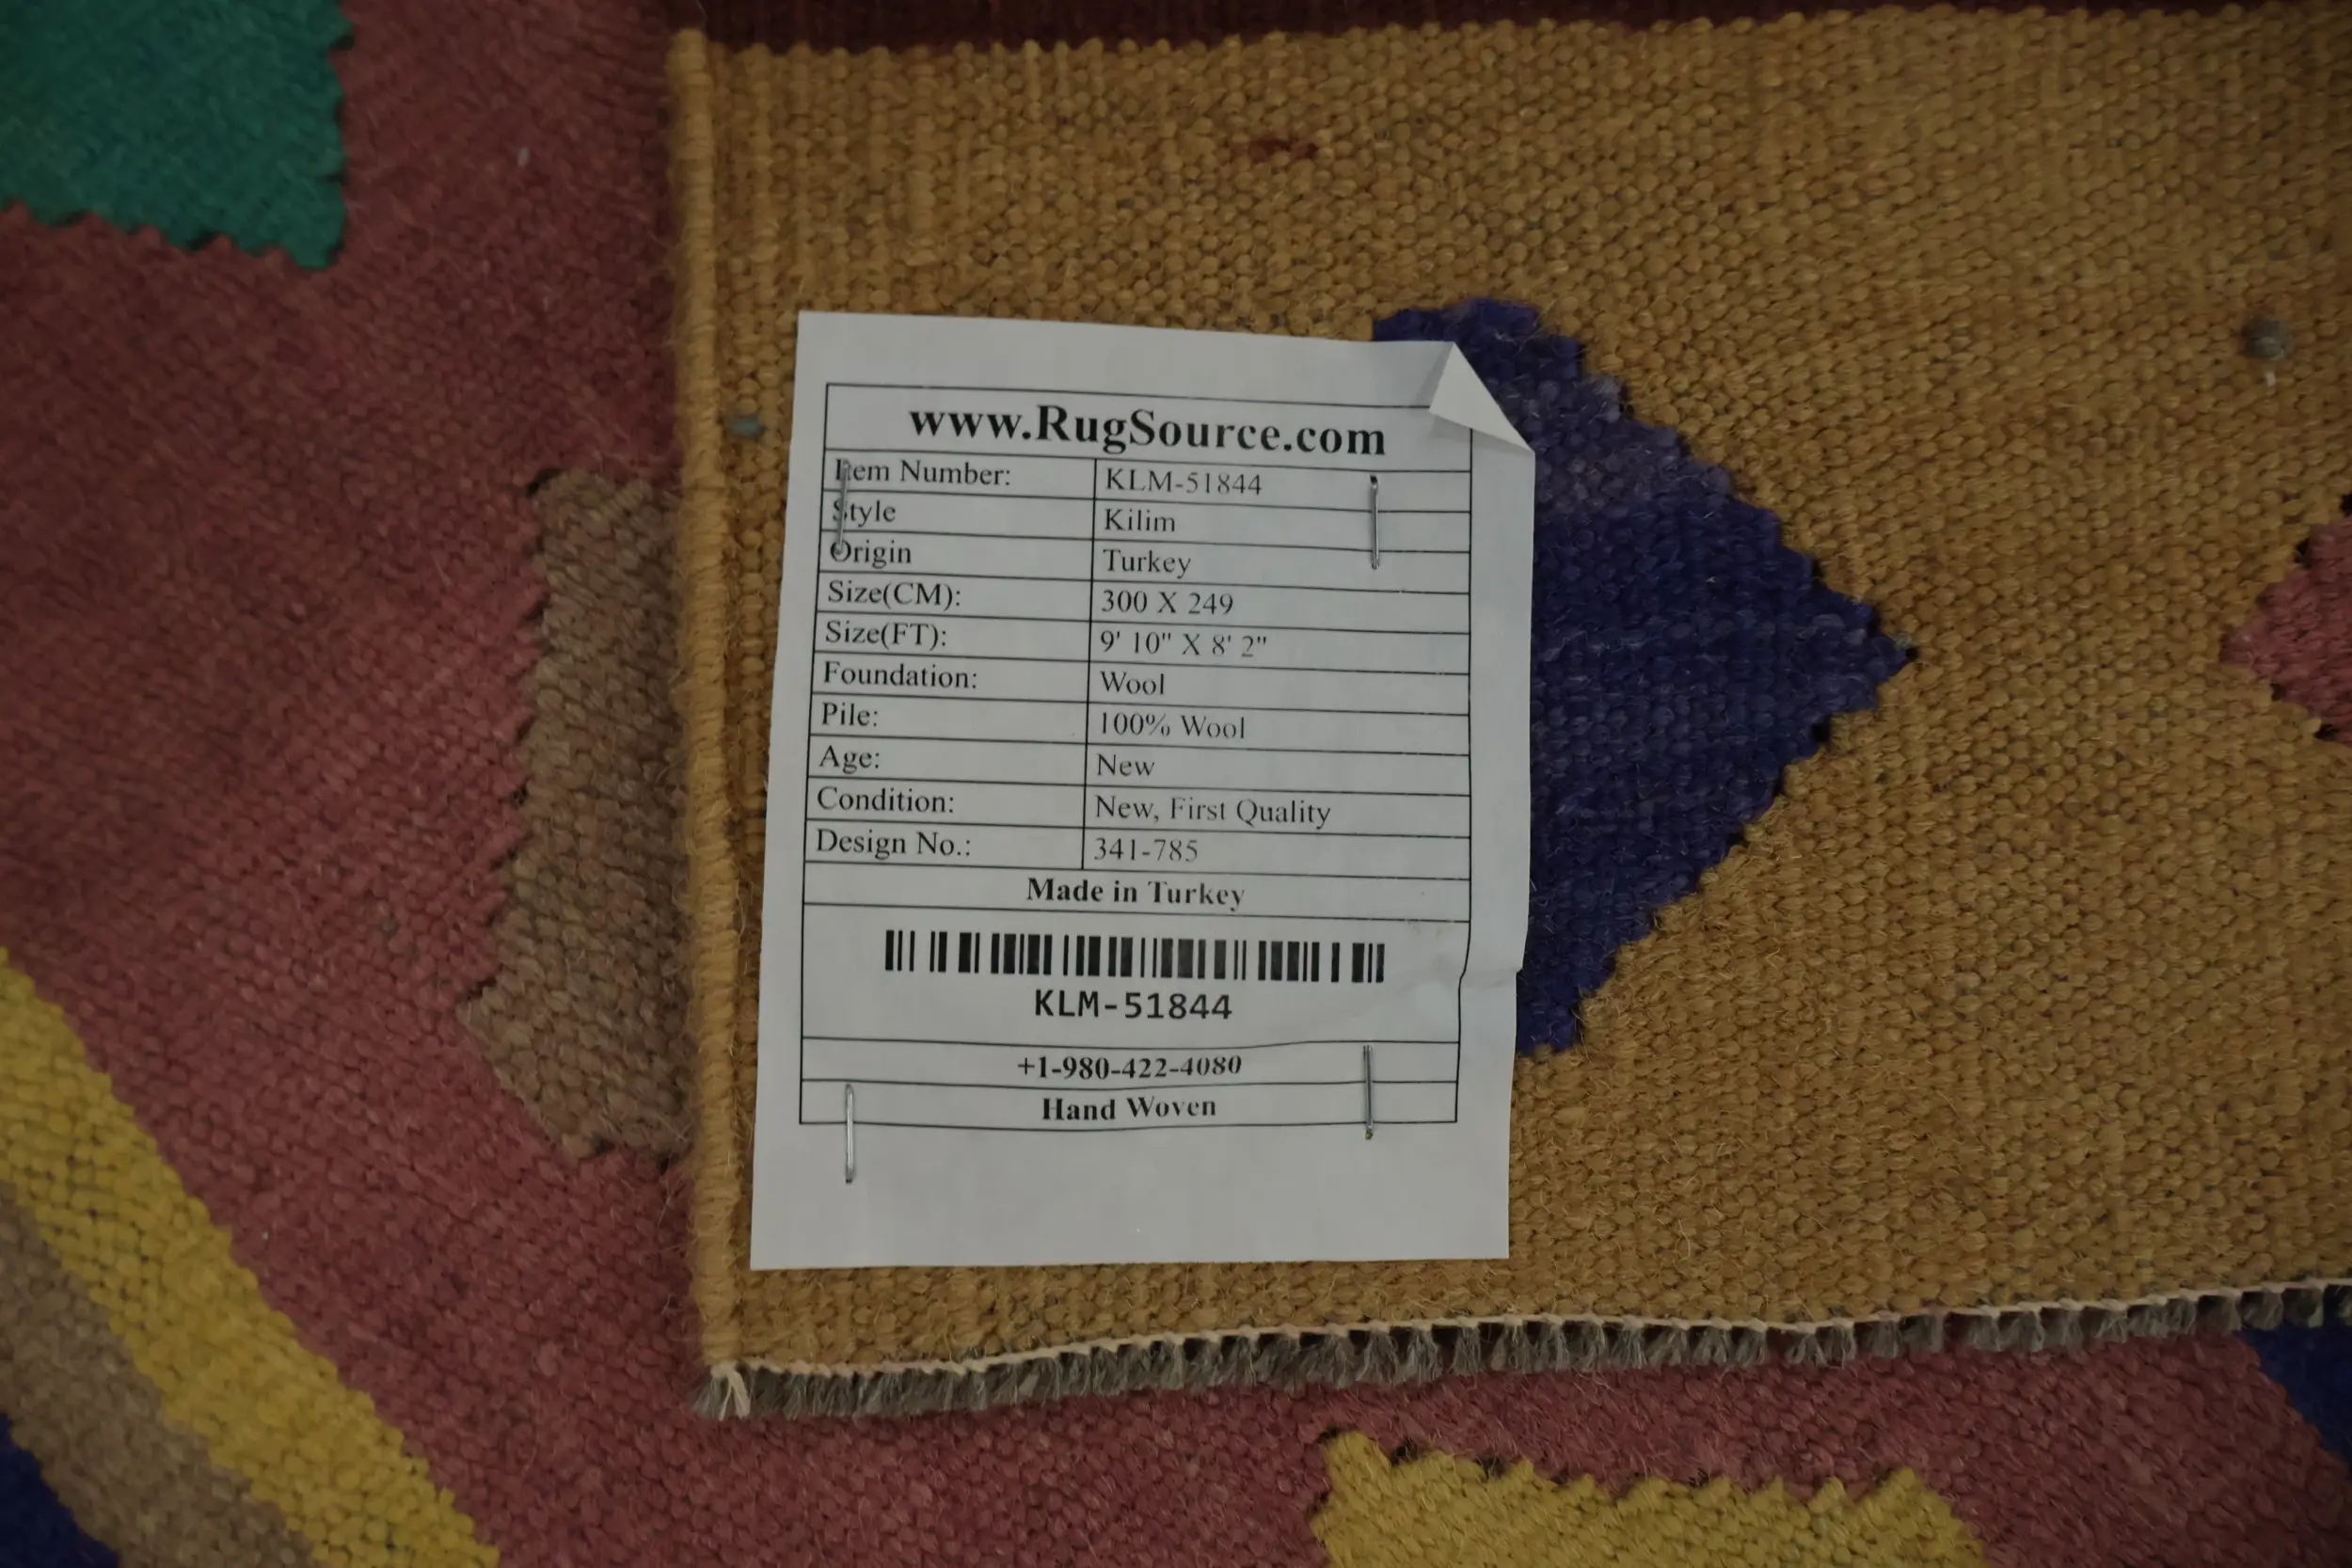 www.RugSource.com
Item Number: KLM-51844
Style Kilim
Origin Turkey
Size(CM): 300 X 249
Size(FT): 9' 10" X 8' 2"
Foundation: Wool
Pile: 100% Wool
Age: New
Condition: New, First Quality
Design No.: 341-785
Made in Turkey
KLM-51844
+1-980-422-4080
Hand Woven